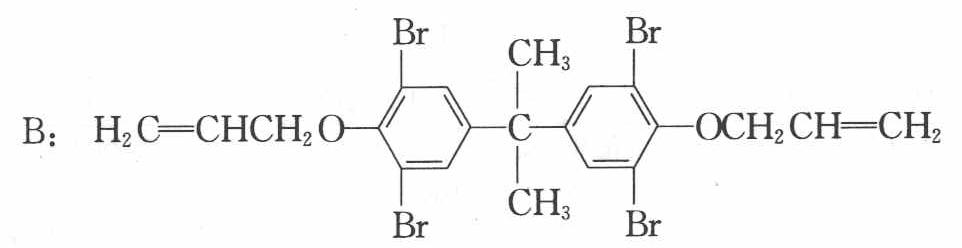 Br Br
CH₃
B: H₂C=CHCH₂O C OCH₂CH=CH₂
CH₃
Br Br